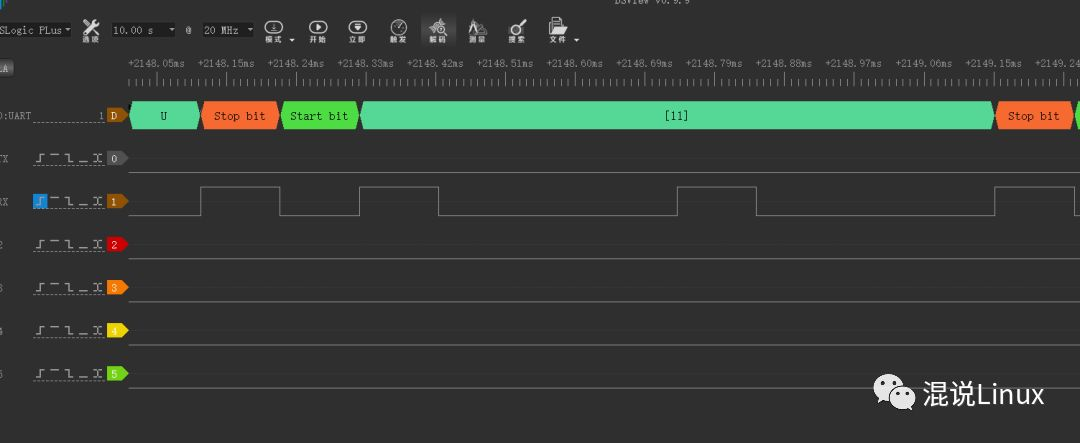 DSView v0.9.9
SLogic PLus 选项 10.00 s @ 20 MHz 模式 开始 立即 触发 解码 测量 搜索 文件
LA
+2148.05ms +2148.15ms +2148.24ms +2148.33ms +2148.42ms +2148.51ms +2148.60ms +2148.69ms +2148.79ms +2148.88ms +2148.97ms +2149.06ms +2149.15ms +2149.24
0:UART 1 D U Stop bit Start bit [11] Stop bit
TX 0
RX 1
2 2
3 3
4 4
5 5
混说Linux